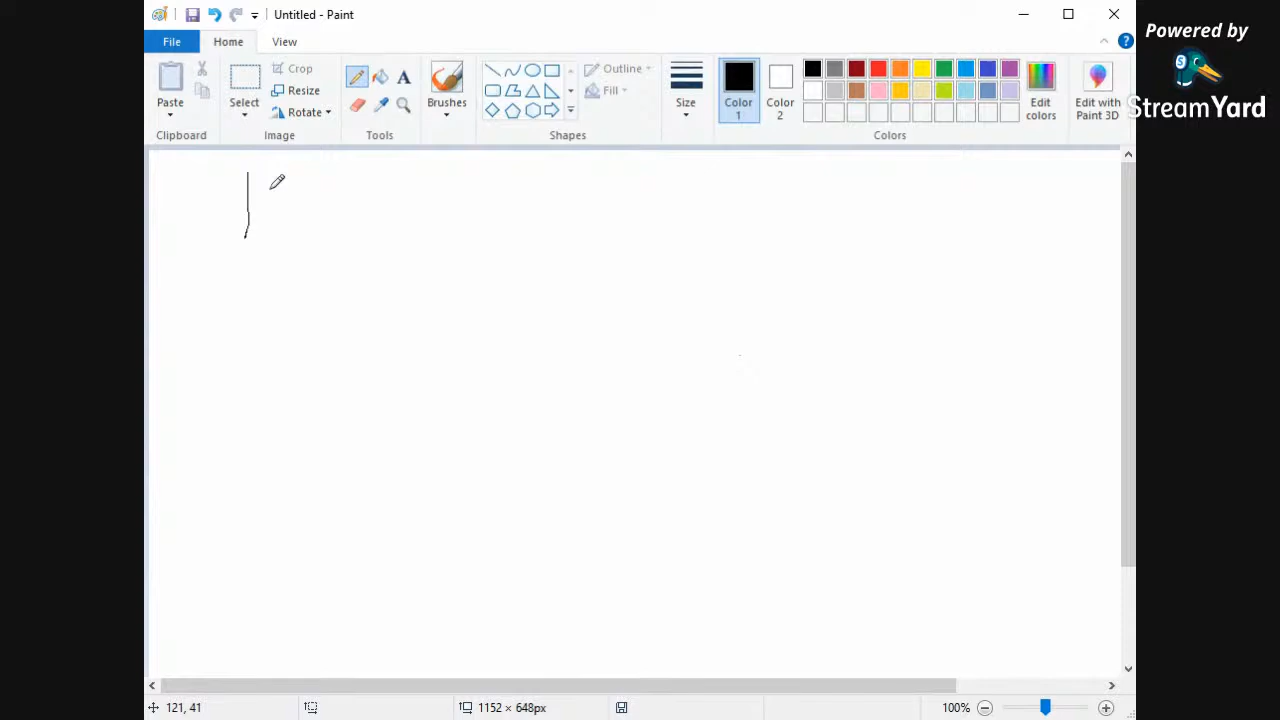 Untitled - Paint
File
Home
View
Paste
Clipboard
Select
Crop
Resize
Rotate
Image
A
Tools
Brushes
Shapes
Outline
Fill
Size
Color
1
Color
2
Colors
Edit
colors
Edit with
Paint 3D
?
Powered by
S
StreamYard
121, 41
1152 × 648px
100%